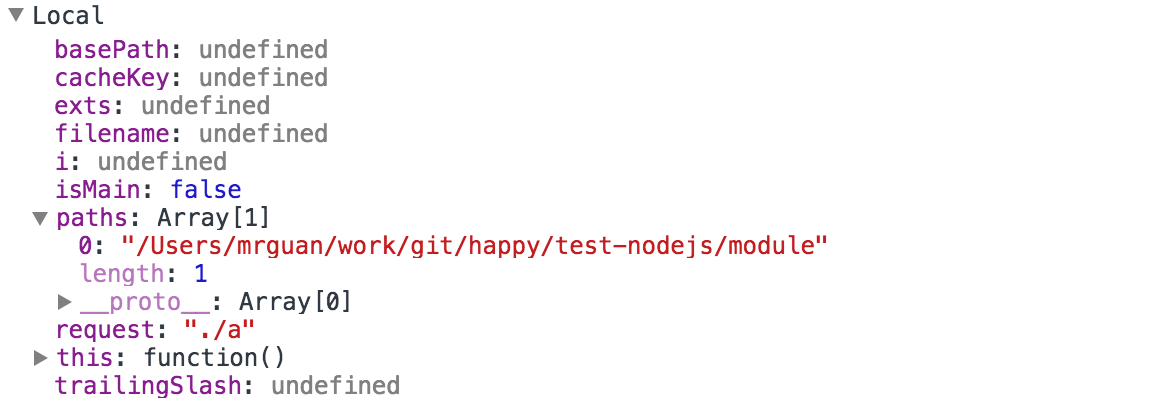 Local
basePath: undefined
cacheKey: undefined
exts: undefined
filename: undefined
i: undefined
isMain: false
paths: Array[1]
0: "/Users/mrguan/work/git/happy/test-nodejs/module"
length: 1
__proto__: Array[0]
request: "./a"
this: function()
trailingSlash: undefined